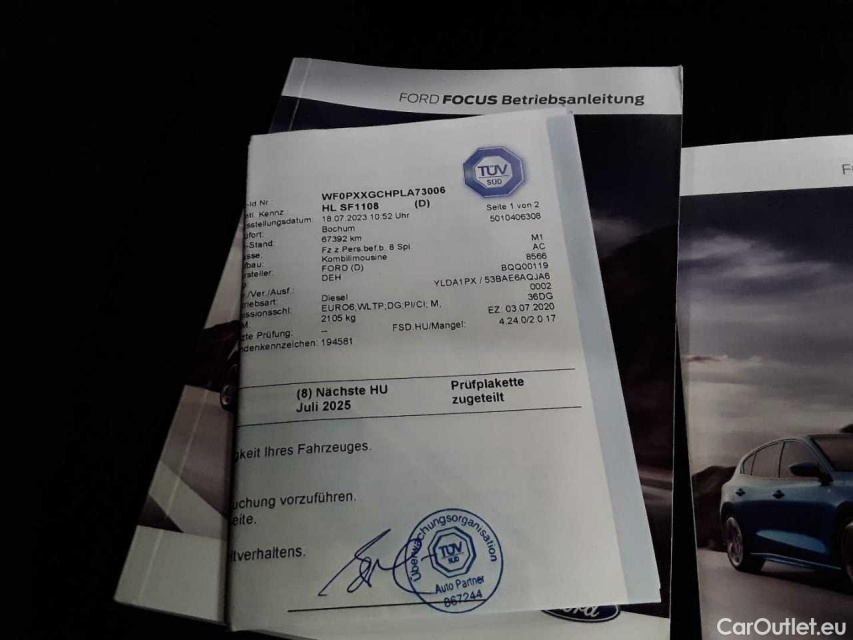 FORD FOCUS Betriebsanleitung
TÜV
SÜD
WF0PXXGCHPLA73006
HL SF1108 (D)
Seite 1 von 2
18.07.2023 10:52 Uhr
5010406308
Bochum
67392 km
Fz z Pers.bef.b. 8 Spl
M1
Kombilimousine
AC
FORD (D)
8566
DEH
BQQ00119
YLDA1PX / 53BAE6AQJA6
Diesel
0002
EURO6,WLTP;DG:PI/CI; M,
36DG
2105 kg
EZ: 03.07.2020
--
FSD.HU/Mangel:
4.24.0/2.0 17
194561
(8) Nächste HU
Juli 2025
Prüfplakette
zugeteilt
keit Ihres Fahrzeuges.
uchung vorzuführen.
eite.
ltverhaltens.
Überwachungsorganisation
TÜV
SÜD
Auto Partner
867244
CarOutlet.eu